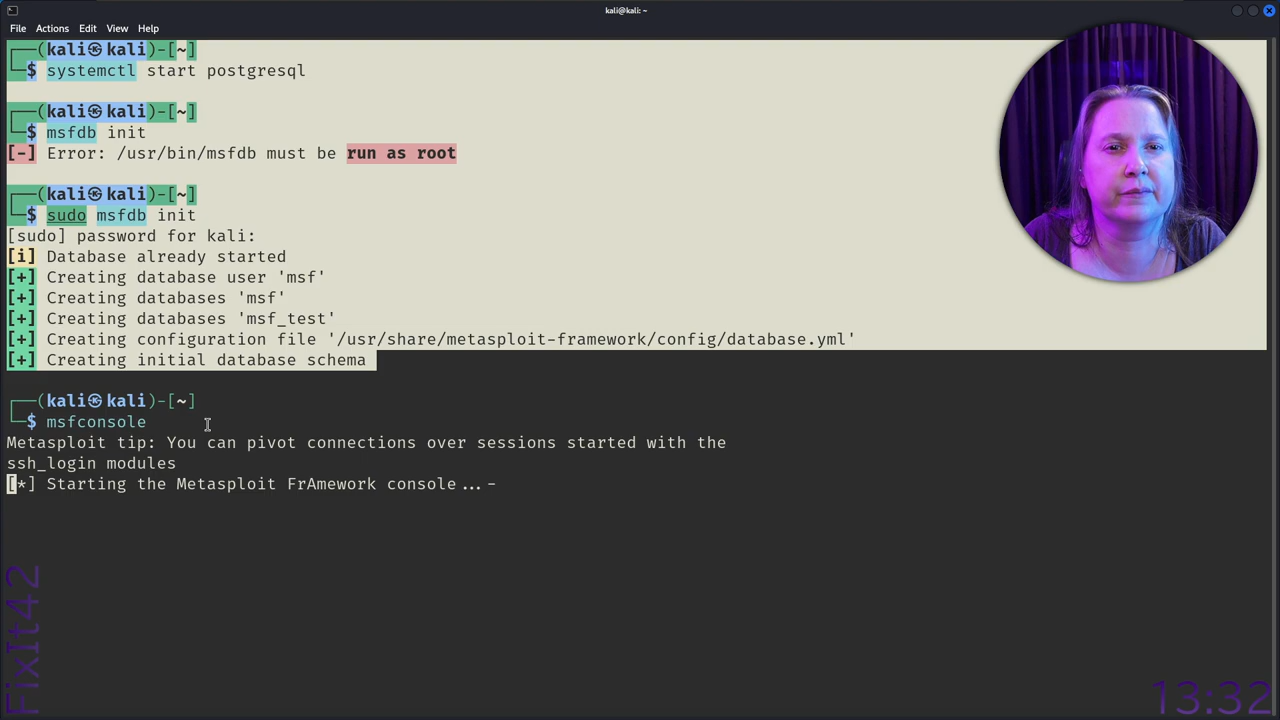 kali@kali: ~
File Actions Edit View Help
┌──(kali㉿kali)-[~]
└─$ systemctl start postgresql
┌──(kali㉿kali)-[~]
└─$ msfdb init
[-] Error: /usr/bin/msfdb must be run as root
┌──(kali㉿kali)-[~]
└─$ sudo msfdb init
[sudo] password for kali:
[i] Database already started
[+] Creating database user 'msf'
[+] Creating databases 'msf'
[+] Creating databases 'msf_test'
[+] Creating configuration file '/usr/share/metasploit-framework/config/database.yml'
[+] Creating initial database schema
┌──(kali㉿kali)-[~]
└─$ msfconsole
Metasploit tip: You can pivot connections over sessions started with the
ssh_login modules
[*] Starting the Metasploit FrAmework console...-
FixIt42
13:32